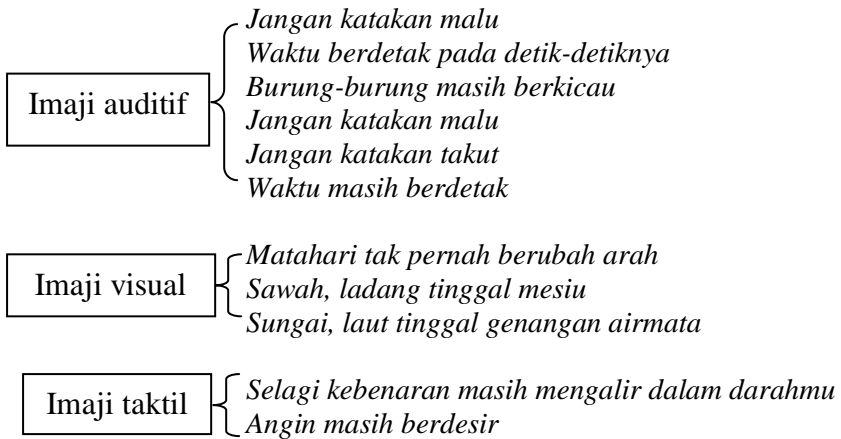 Imaji auditif
Jangan katakan malu
Waktu berdetak pada detik-detiknya
Burung-burung masih berkicau
Jangan katakan malu
Jangan katakan takut
Waktu masih berdetak
Imaji visual
Matahari tak pernah berubah arah
Sawah, ladang tinggal mesiu
Sungai, laut tinggal genangan airmata
Imaji taktil
Selagi kebenaran masih mengalir dalam darahmu
Angin masih berdesir